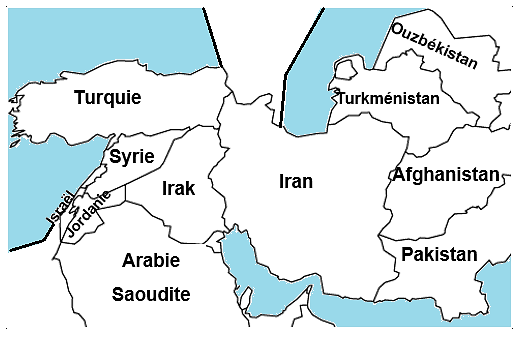 Ouzbékistan
Turquie
Turkménistan
Syrie
Irak
Iran
Afghanistan
Israël
Jordanie
Pakistan
Arabie
Saoudite